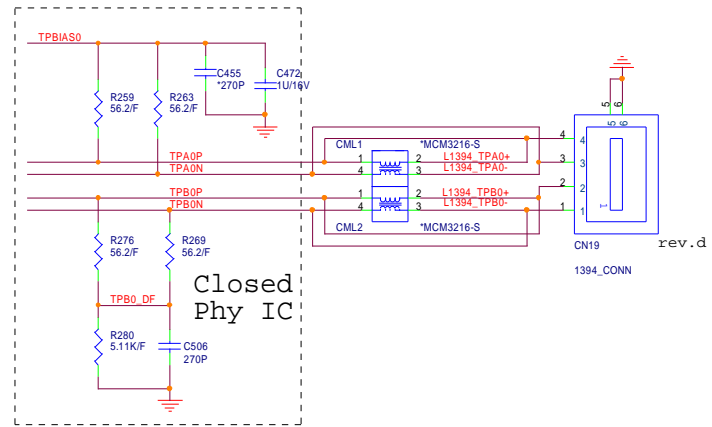 TPBIAS0
R259
56.2/F
R263
56.2/F
C455
*270P
C472
1U/16V
5
6
5
6
CML1
*MCM3216-S
4
4
TPA0P
1
2
L1394_TPA0+
3
3
TPA0N
4
3
L1394_TPA0-
2
2
TPB0P
1
2
L1394_TPB0+
TPB0N
4
3
L1394_TPB0-
1
1
1
CML2
*MCM3216-S
CN19
rev.d
1394_CONN
R276
56.2/F
R269
56.2/F
Closed
Phy IC
TPB0_DF
R280
5.11K/F
C506
270P